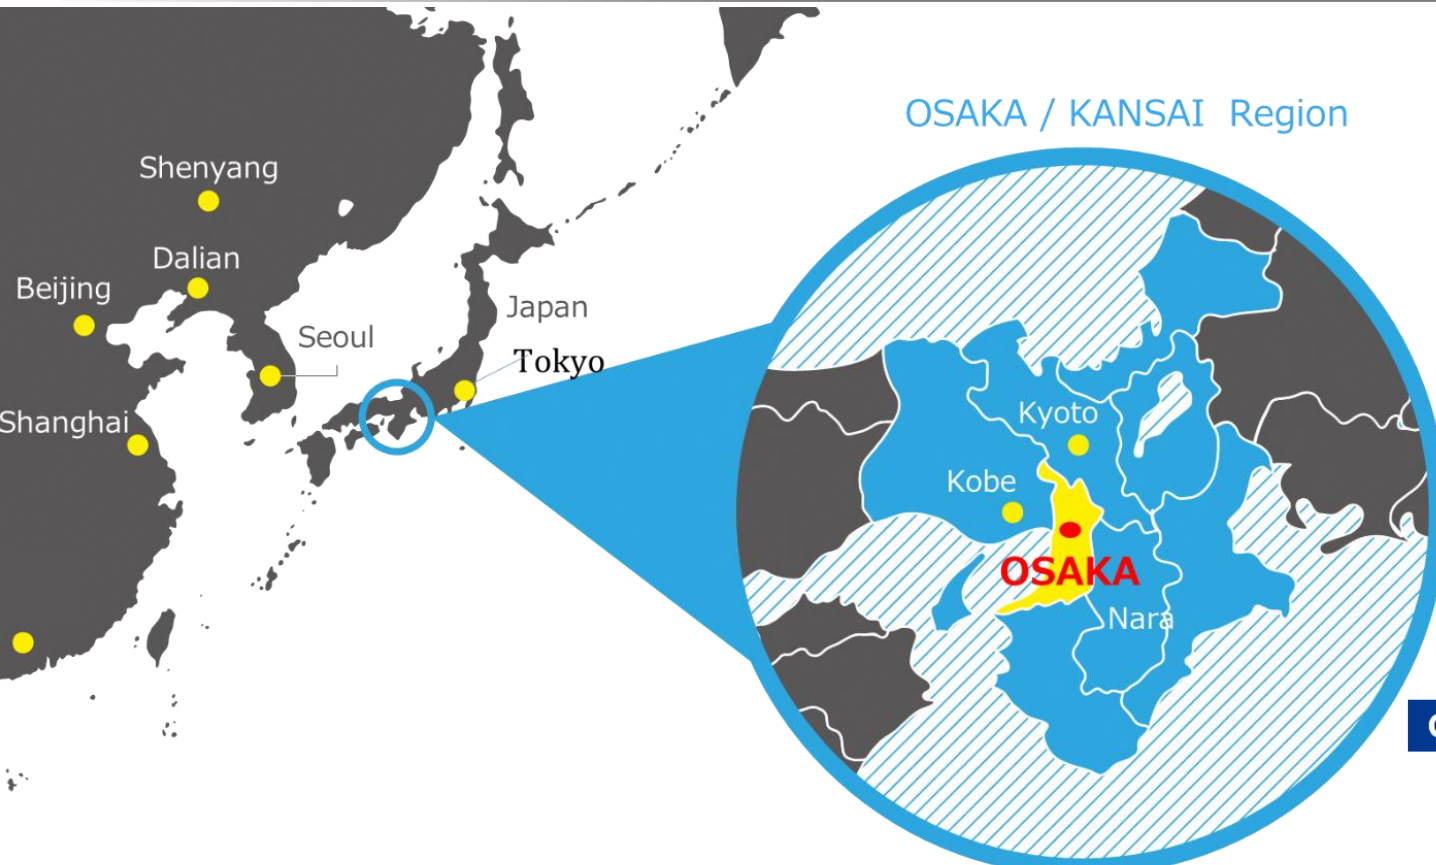 OSAKA / KANSAI Region
Shenyang
Dalian
Beijing
Japan
Seoul
Tokyo
Shanghai
Kyoto
Kobe
OSAKA
Nara